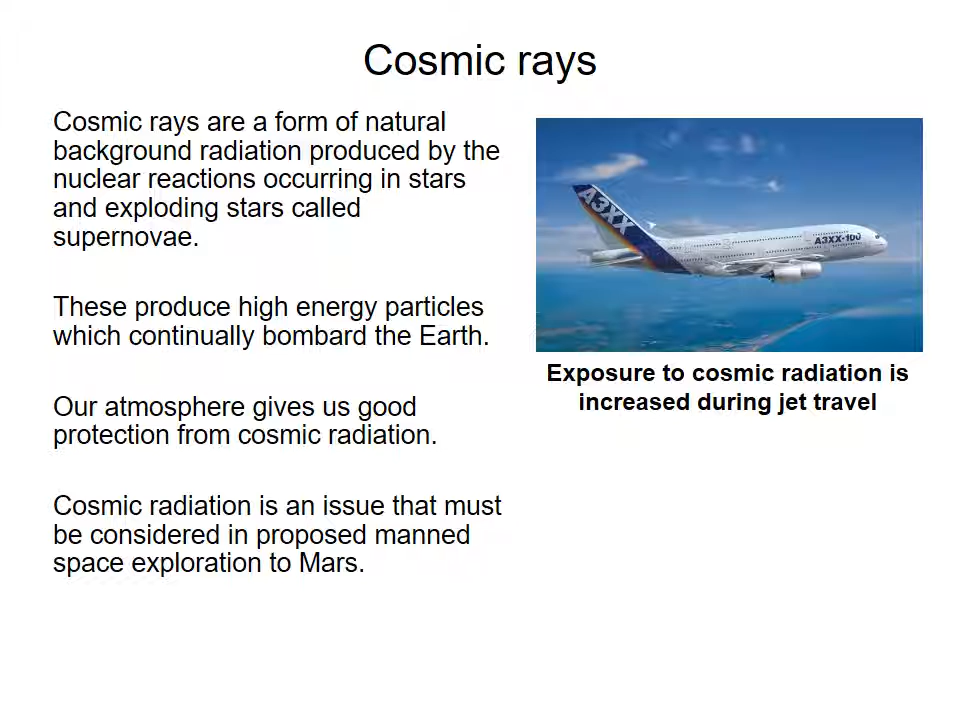 Cosmic rays
Cosmic rays are a form of natural
background radiation produced by the
nuclear reactions occurring in stars
and exploding stars called
supernovae.
These produce high energy particles
which continually bombard the Earth.
Our atmosphere gives us good
protection from cosmic radiation.
Cosmic radiation is an issue that must
be considered in proposed manned
space exploration to Mars.
A3XX
A3XX-100
Exposure to cosmic radiation is
increased during jet travel